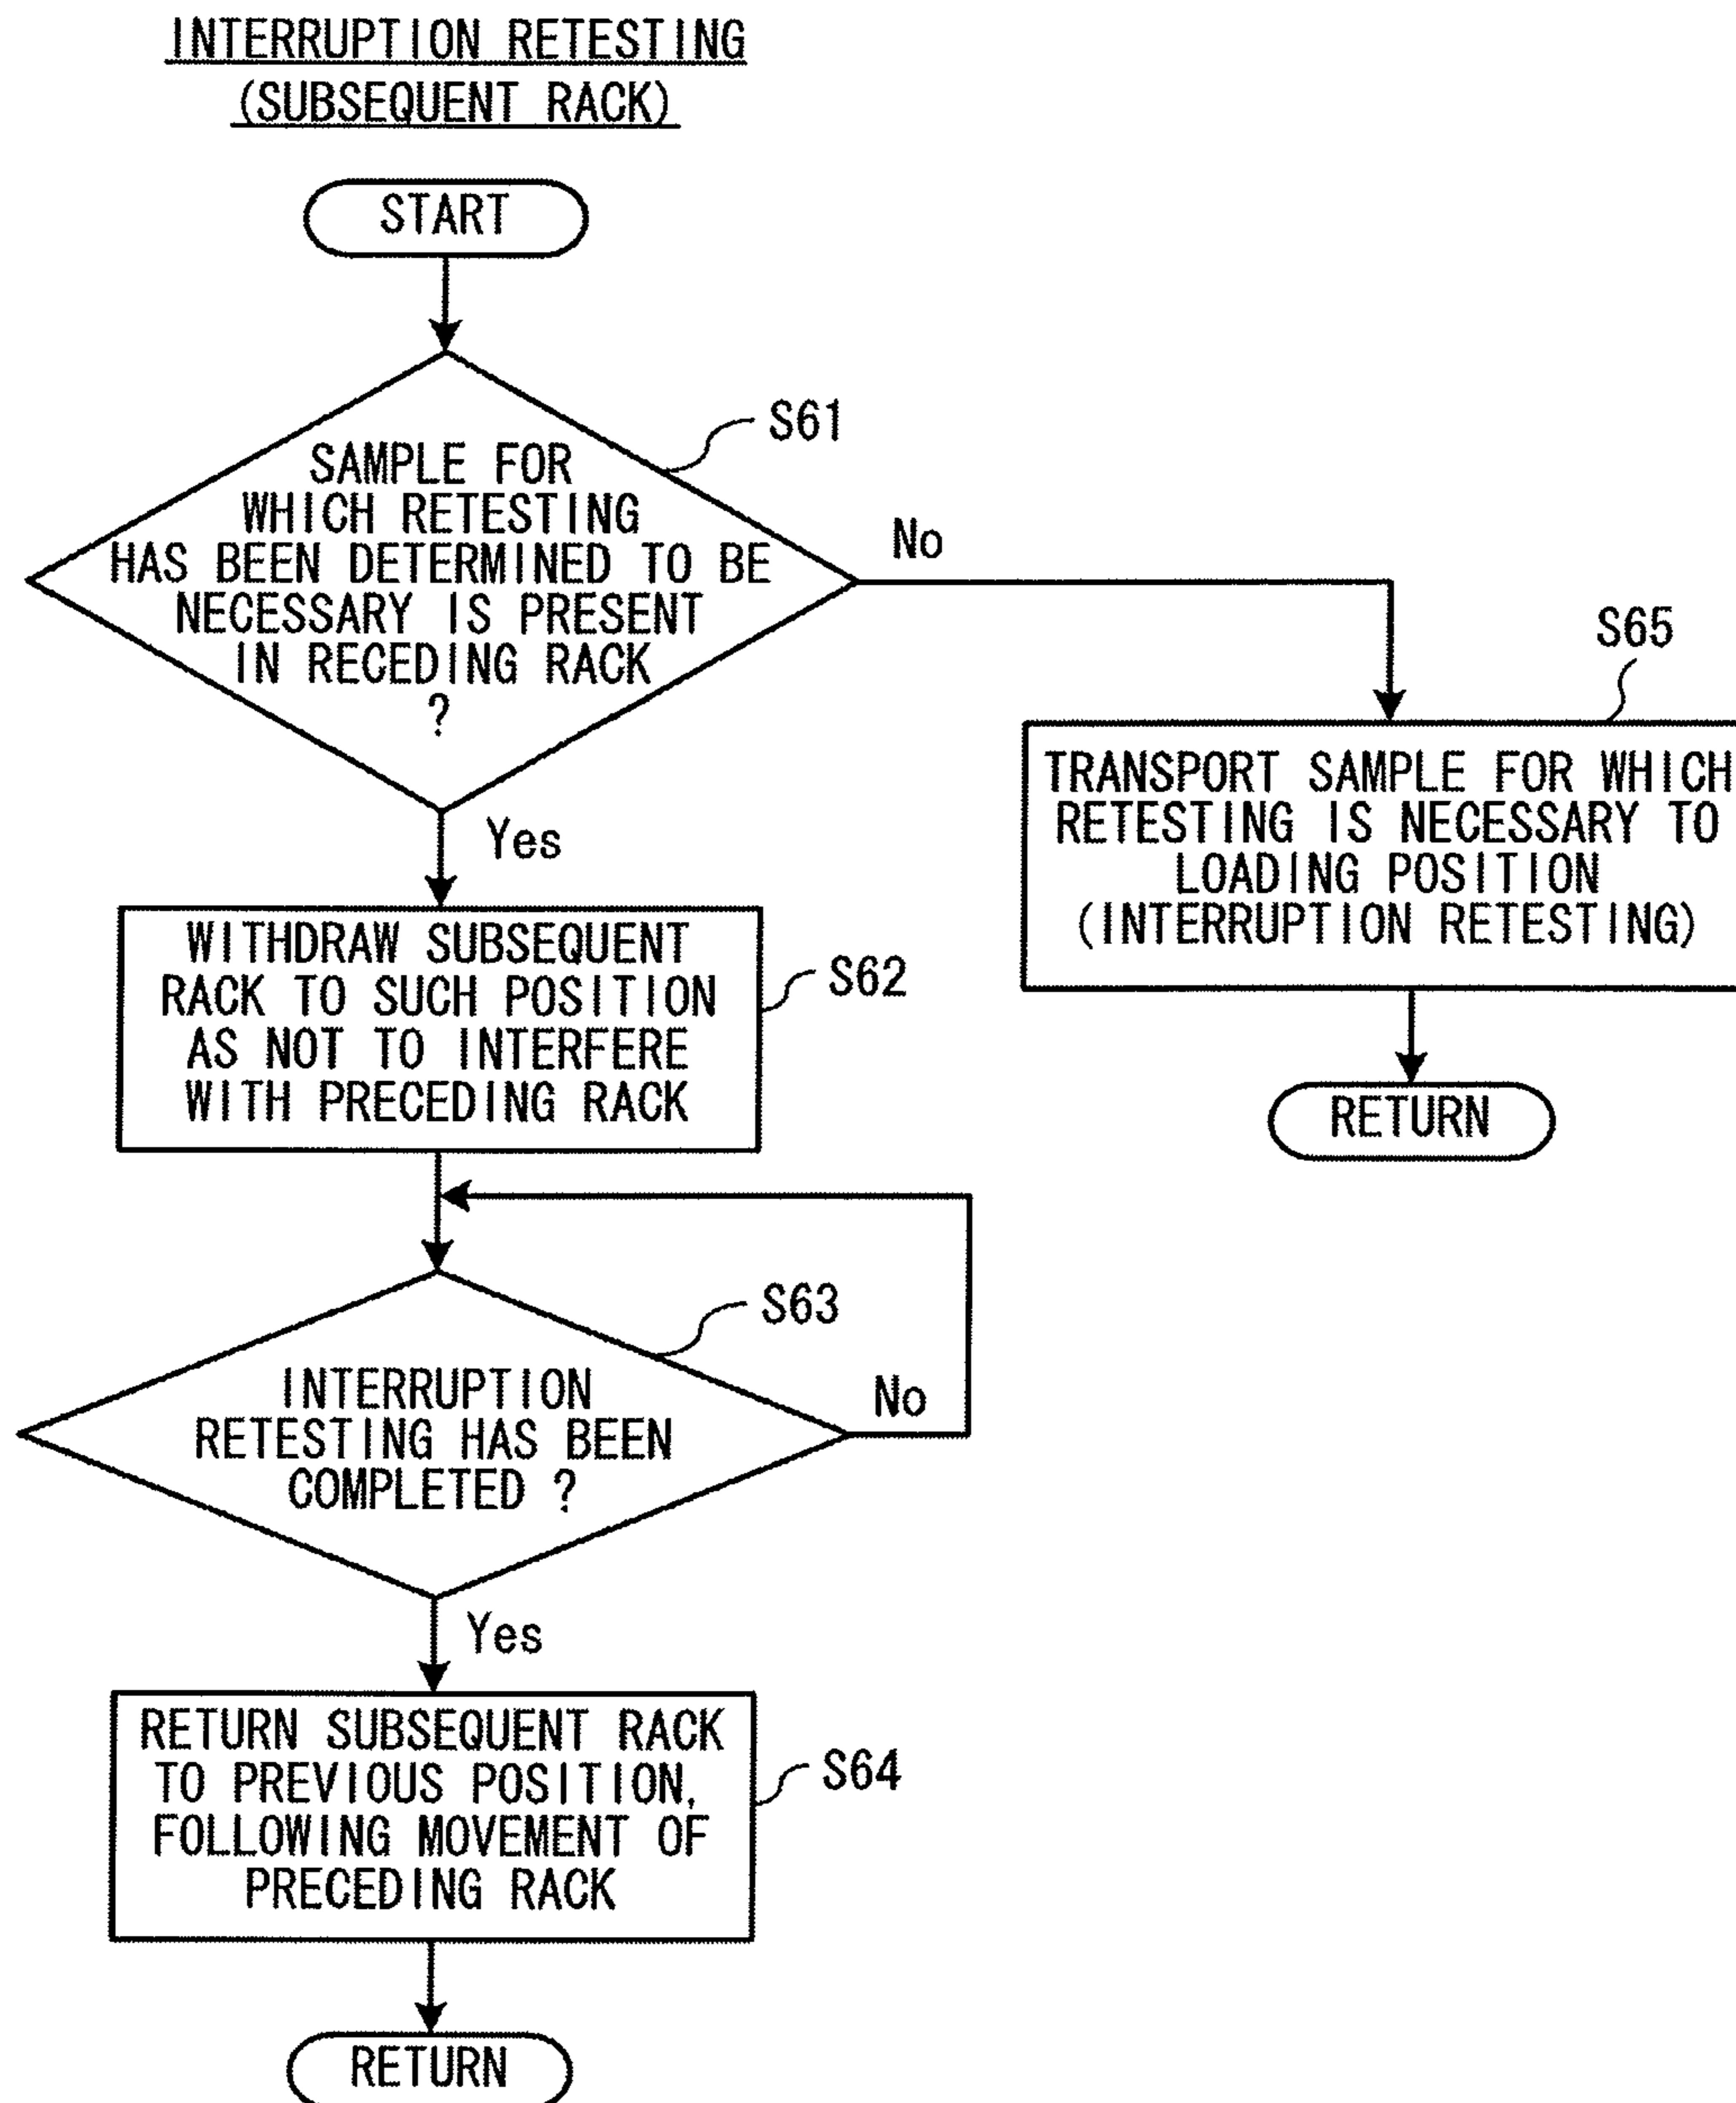 INTERRUPTION RETESTING
(SUBSEQUENT RACK)
START
S61
SAMPLE FOR
WHICH RETESTING
HAS BEEN DETERMINED TO BE
NECESSARY IS PRESENT
IN RECEDING RACK
?
No
Yes
S65
TRANSPORT SAMPLE FOR WHICH
RETESTING IS NECESSARY TO
LOADING POSITION
(INTERRUPTION RETESTING)
RETURN
S62
WITHDRAW SUBSEQUENT
RACK TO SUCH POSITION
AS NOT TO INTERFERE
WITH PRECEDING RACK
S63
INTERRUPTION
RETESTING HAS BEEN
COMPLETED ?
No
Yes
S64
RETURN SUBSEQUENT RACK
TO PREVIOUS POSITION,
FOLLOWING MOVEMENT OF
PRECEDING RACK
RETURN